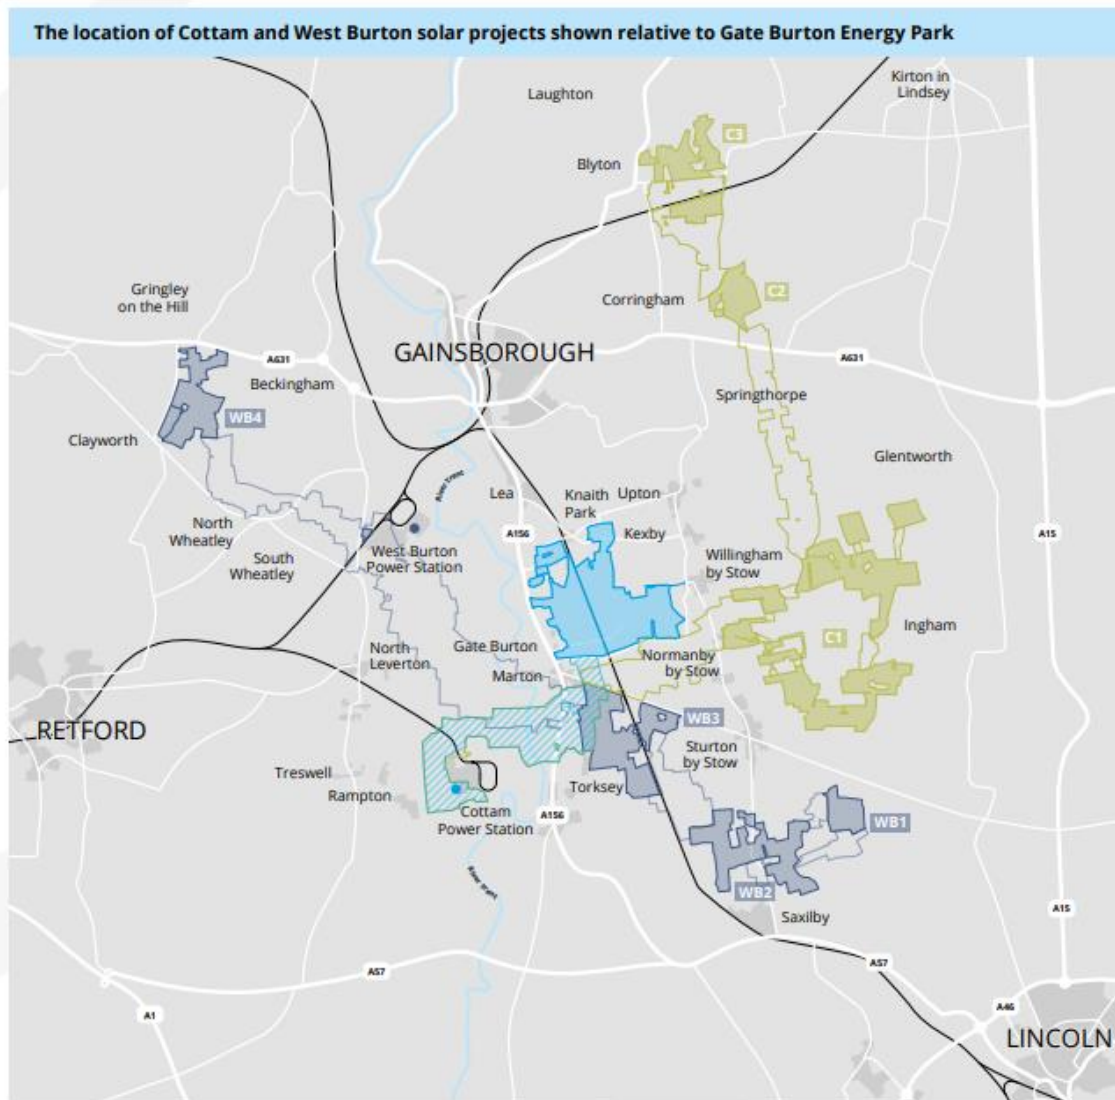 The location of Cottam and West Burton solar projects shown relative to Gate Burton Energy Park
Kirton in
Lindsey
Laughton
C3
Blyton
Gringley
on the Hill
C2
Corringham
GAINSBOROUGH
A631
A631
Beckingham
Springthorpe
WB4
Clayworth
Glentworth
River Trent
Lea
Knaith
Park
Upton
North
Wheatley
A156
Kexby
A15
West Burton
Power Station
South
Wheatley
Willingham
by Stow
C1
Ingham
North
Leverton
Gate Burton
Normanby
by Stow
Marton
RETFORD
WB3
Sturton
by Stow
Treswell
Rampton
Torksey
Cottam
Power Station
A156
WB1
River Trent
WB2
Saxilby
A15
A57
A57
A1
A46
LINCOLN